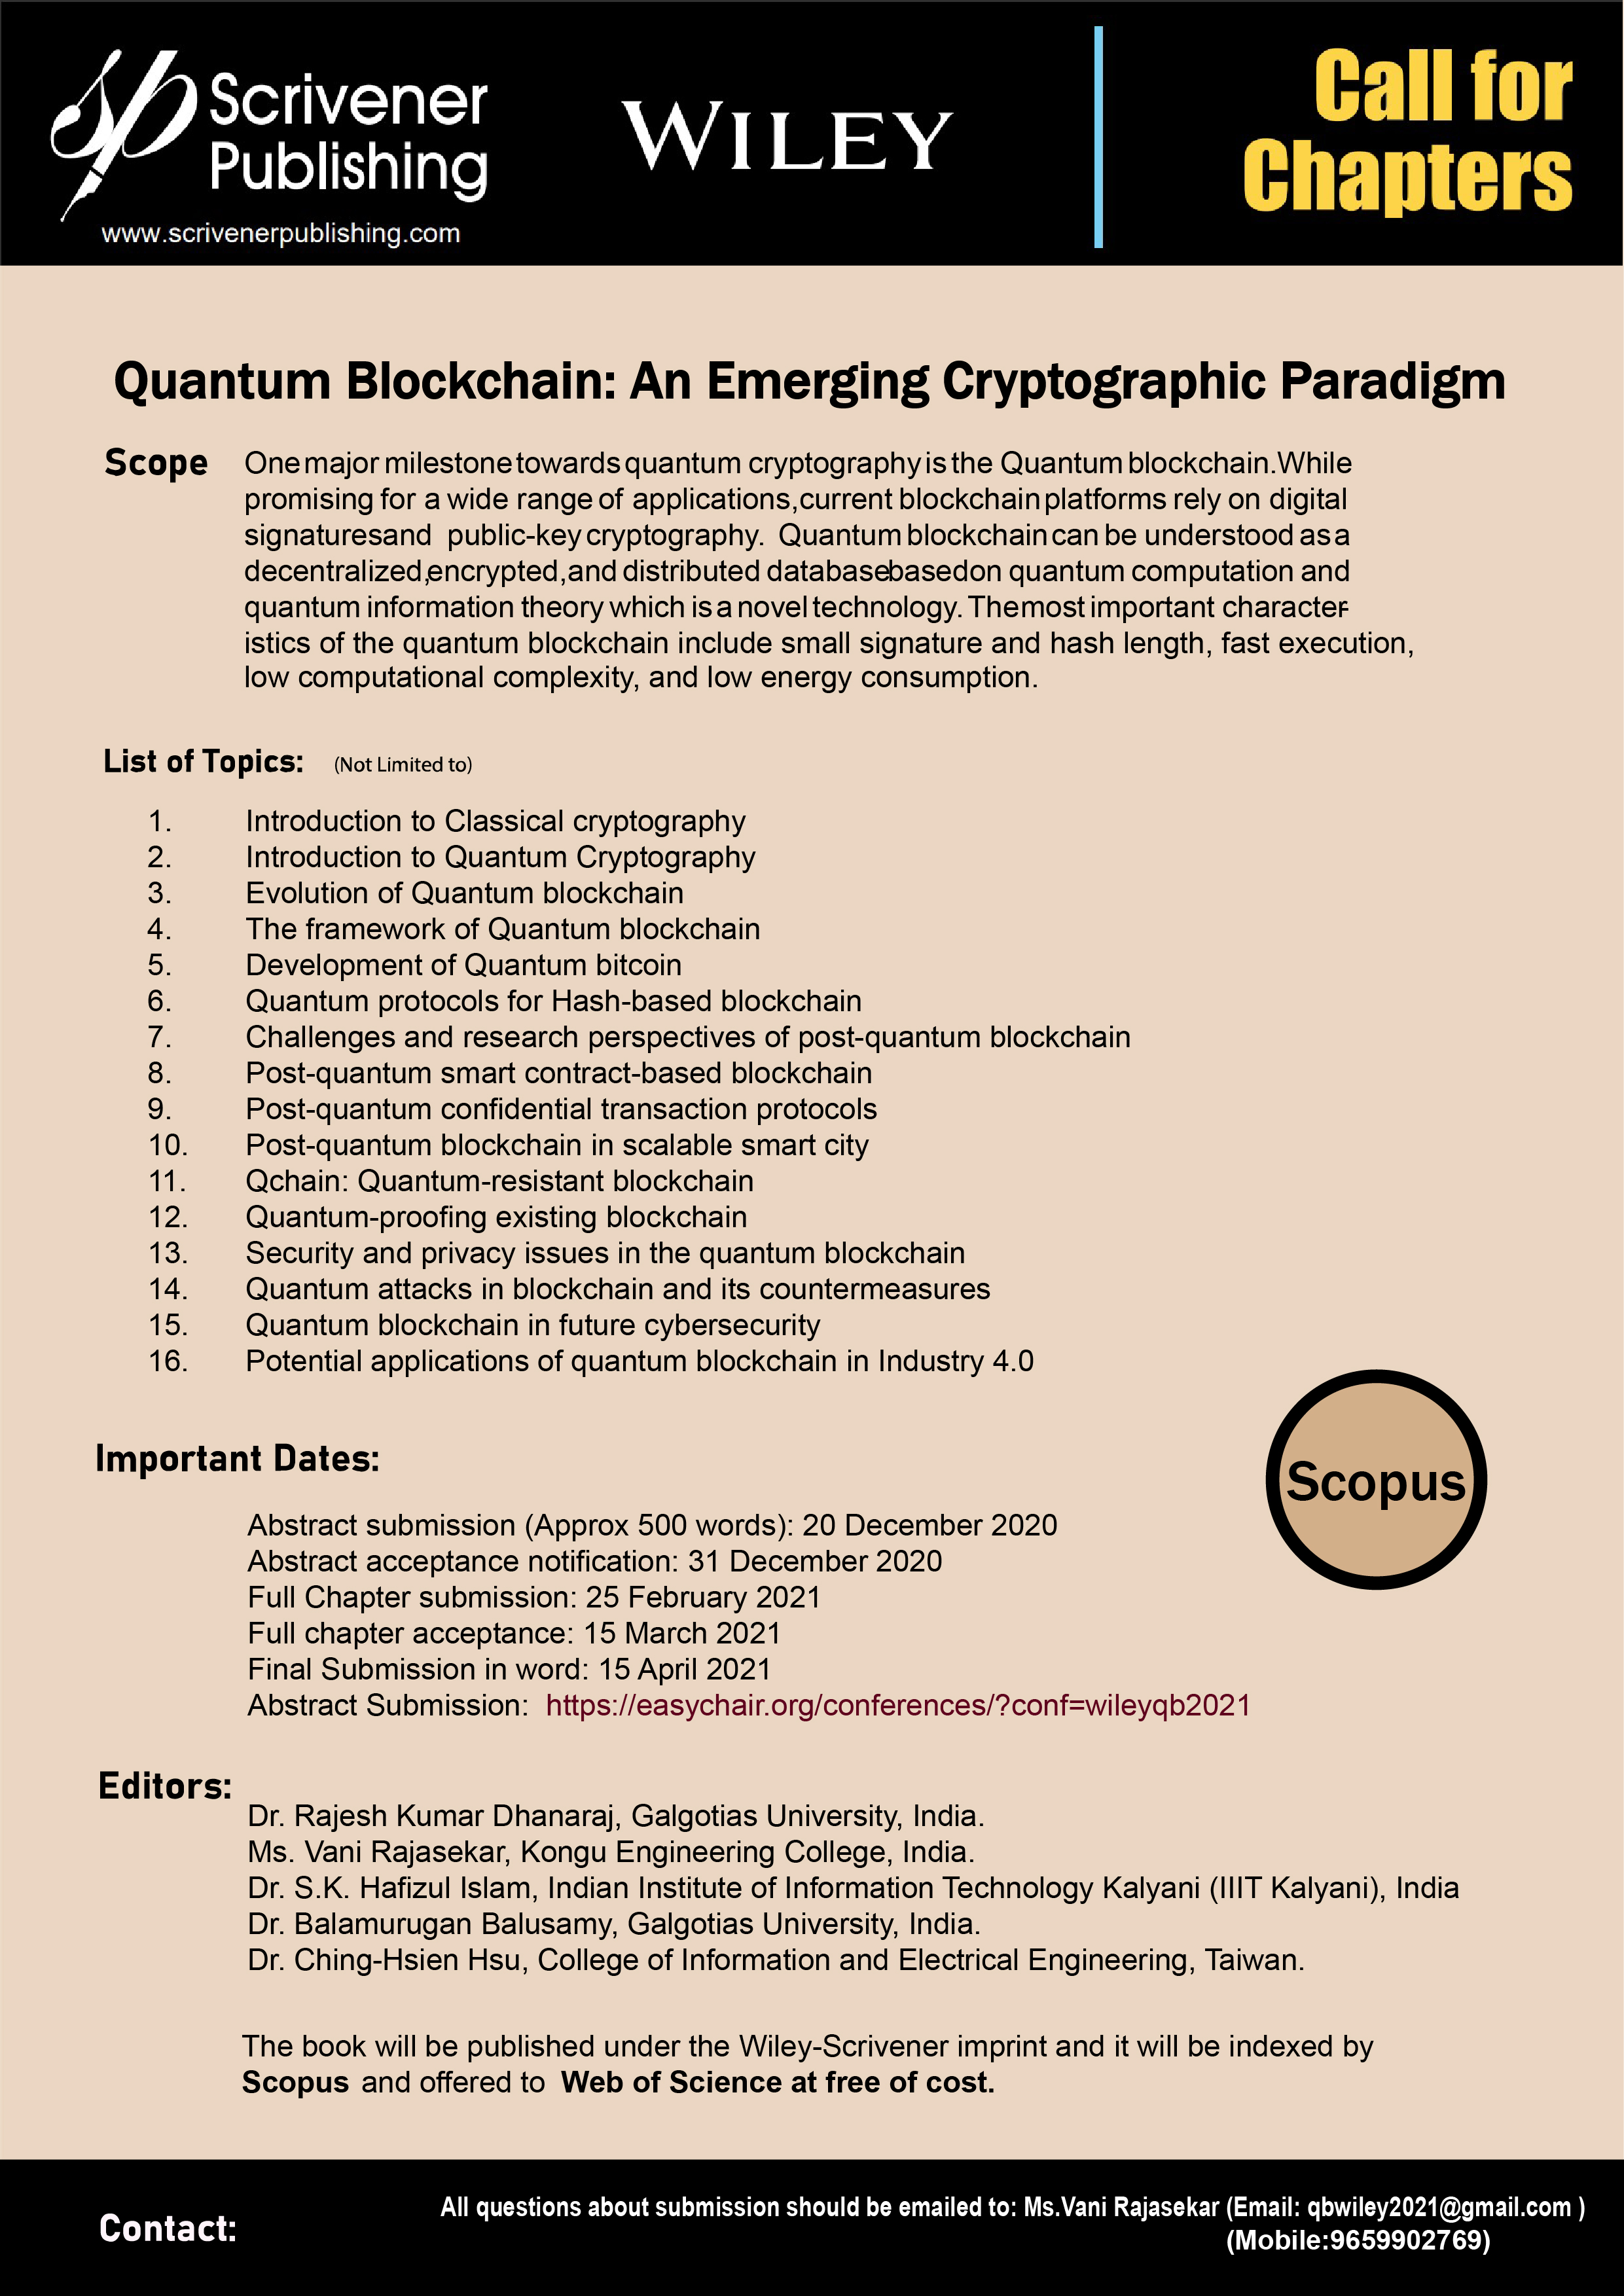 Scrivener
Publishing
www.scrivenerpublishing.com
WILEY
Call for
Chapters
Quantum Blockchain: An Emerging Cryptographic Paradigm
Scope
One major milestone towards quantum cryptography is the Quantum blockchain.While
promising for a wide range of applications,current blockchain platforms rely on digital
signaturesand public-key cryptography. Quantum blockchain can be understood as a
decentralized,encrypted,and distributed databasebasedon quantum computation and
quantum information theory which is a novel technology. Themost important character-
istics of the quantum blockchain include small signature and hash length, fast execution,
low computational complexity, and low energy consumption.
List of Topics: (Not Limited to)
1. Introduction to Classical cryptography
2. Introduction to Quantum Cryptography
3. Evolution of Quantum blockchain
4. The framework of Quantum blockchain
5. Development of Quantum bitcoin
6. Quantum protocols for Hash-based blockchain
7. Challenges and research perspectives of post-quantum blockchain
8. Post-quantum smart contract-based blockchain
9. Post-quantum confidential transaction protocols
10. Post-quantum blockchain in scalable smart city
11. Qchain: Quantum-resistant blockchain
12. Quantum-proofing existing blockchain
13. Security and privacy issues in the quantum blockchain
14. Quantum attacks in blockchain and its countermeasures
15. Quantum blockchain in future cybersecurity
16. Potential applications of quantum blockchain in Industry 4.0
Scopus
Important Dates:
Abstract submission (Approx 500 words): 20 December 2020
Abstract acceptance notification: 31 December 2020
Full Chapter submission: 25 February 2021
Full chapter acceptance: 15 March 2021
Final Submission in word: 15 April 2021
Abstract Submission: https://easychair.org/conferences/?conf=wileyqb2021
Editors:
Dr. Rajesh Kumar Dhanaraj, Galgotias University, India.
Ms. Vani Rajasekar, Kongu Engineering College, India.
Dr. S.K. Hafizul Islam, Indian Institute of Information Technology Kalyani (IIIT Kalyani), India
Dr. Balamurugan Balusamy, Galgotias University, India.
Dr. Ching-Hsien Hsu, College of Information and Electrical Engineering, Taiwan.
The book will be published under the Wiley-Scrivener imprint and it will be indexed by
Scopus and offered to Web of Science at free of cost.
Contact:
All questions about submission should be emailed to: Ms.Vani Rajasekar (Email: qbwiley2021@gmail.com )
(Mobile:9659902769)